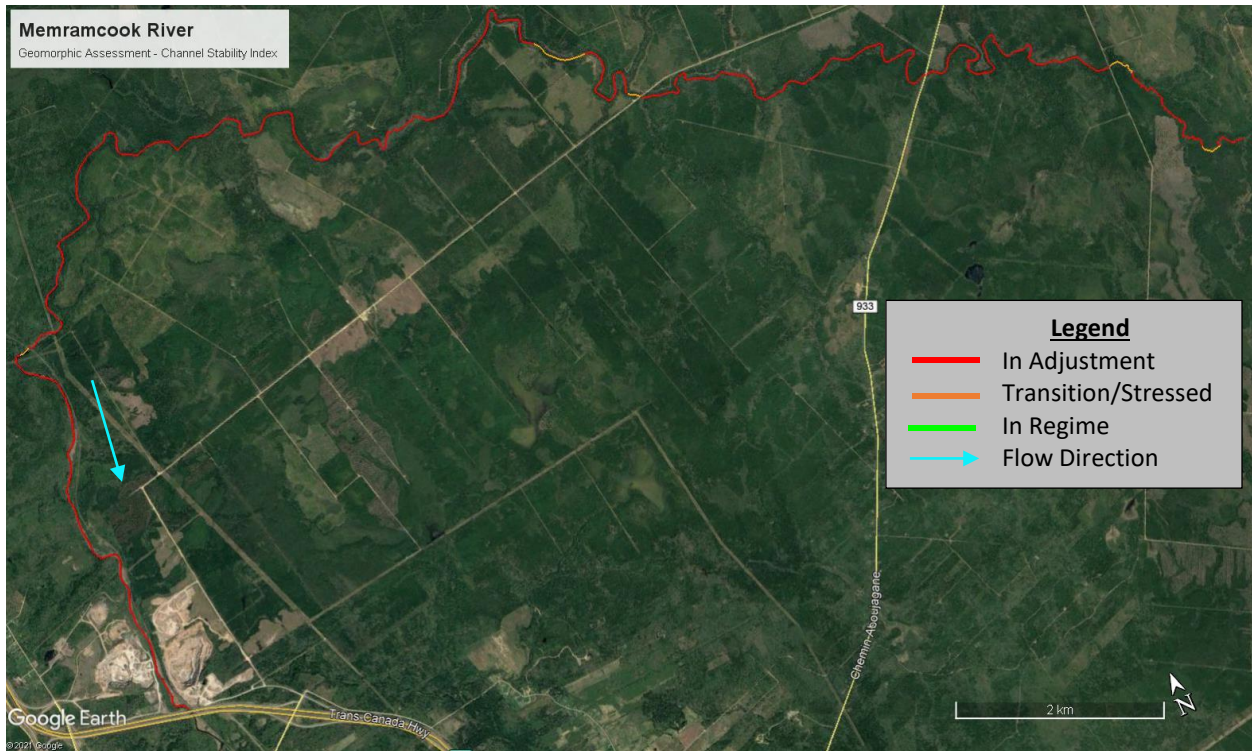 Memramcook River
Geomorphic Assessment - Channel Stability Index
933
Legend
In Adjustment
Transition/Stressed
In Regime
Flow Direction
Chemin Aboujagane
Trans-Canada Hwy
2 km
N
Google Earth
©2021 Google